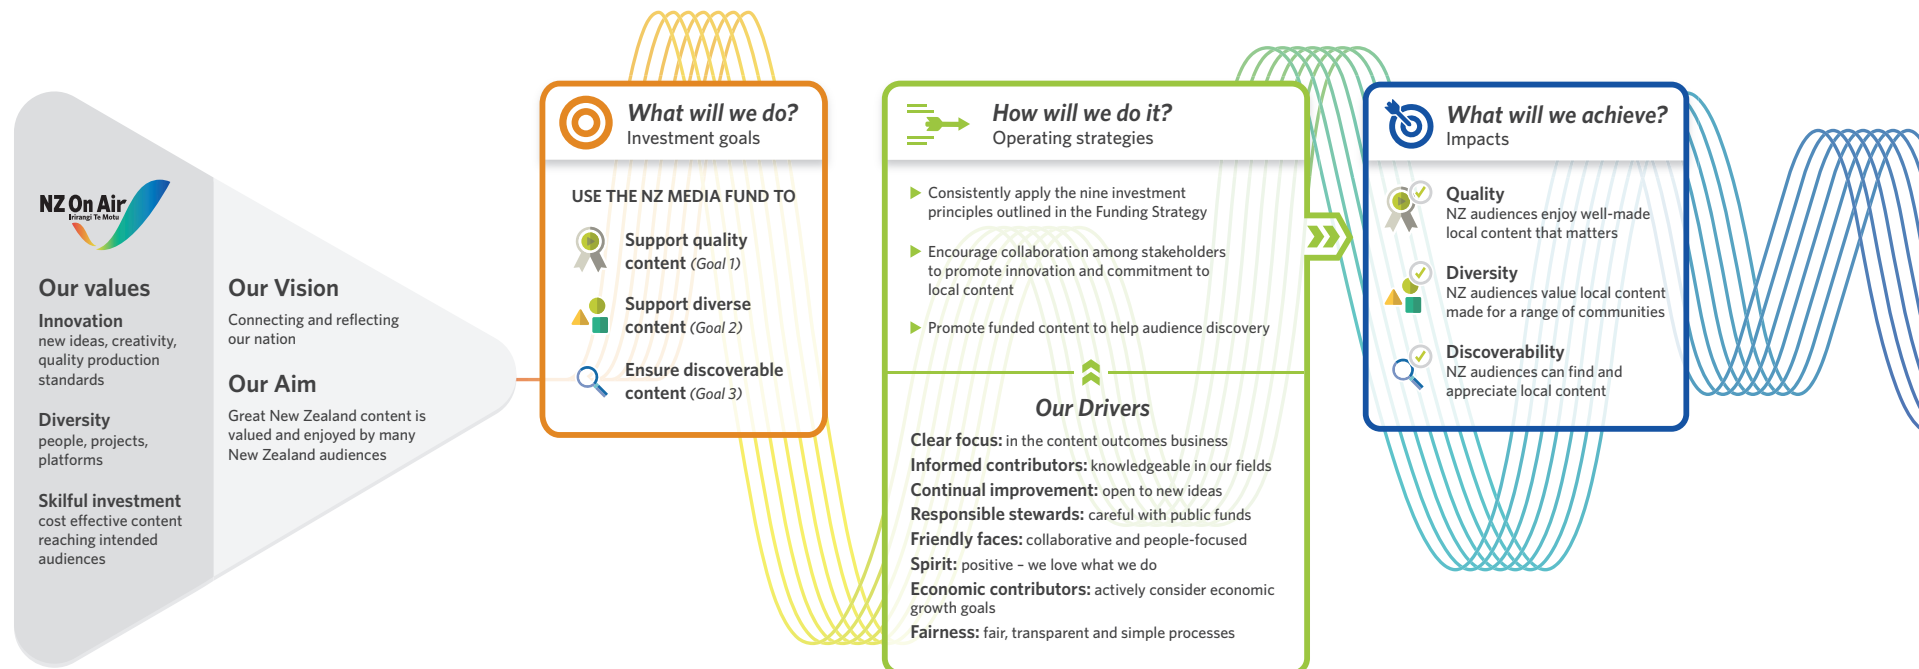 NZ On Air
Irirangi Te Motu
Our values
Innovation
new ideas, creativity,
quality production
standards
Diversity
people, projects,
platforms
Skilful investment
cost effective content
reaching intended
audiences
Our Vision
Connecting and reflecting
our nation
Our Aim
Great New Zealand content is
valued and enjoyed by many
New Zealand audiences
What will we do?
Investment goals
USE THE NZ MEDIA FUND TO
Support quality
content (Goal 1)
Support diverse
content (Goal 2)
Ensure discoverable
content (Goal 3)
How will we do it?
Operating strategies
Consistently apply the nine investment
principles outlined in the Funding Strategy
Encourage collaboration among stakeholders
to promote innovation and commitment to
local content
Promote funded content to help audience discovery
Our Drivers
Clear focus: in the content outcomes business
Informed contributors: knowledgeable in our fields
Continual improvement: open to new ideas
Responsible stewards: careful with public funds
Friendly faces: collaborative and people-focused
Spirit: positive – we love what we do
Economic contributors: actively consider economic
growth goals
Fairness: fair, transparent and simple processes
What will we achieve?
Impacts
Quality
NZ audiences enjoy well-made
local content that matters
Diversity
NZ audiences value local content
made for a range of communities
Discoverability
NZ audiences can find and
appreciate local content